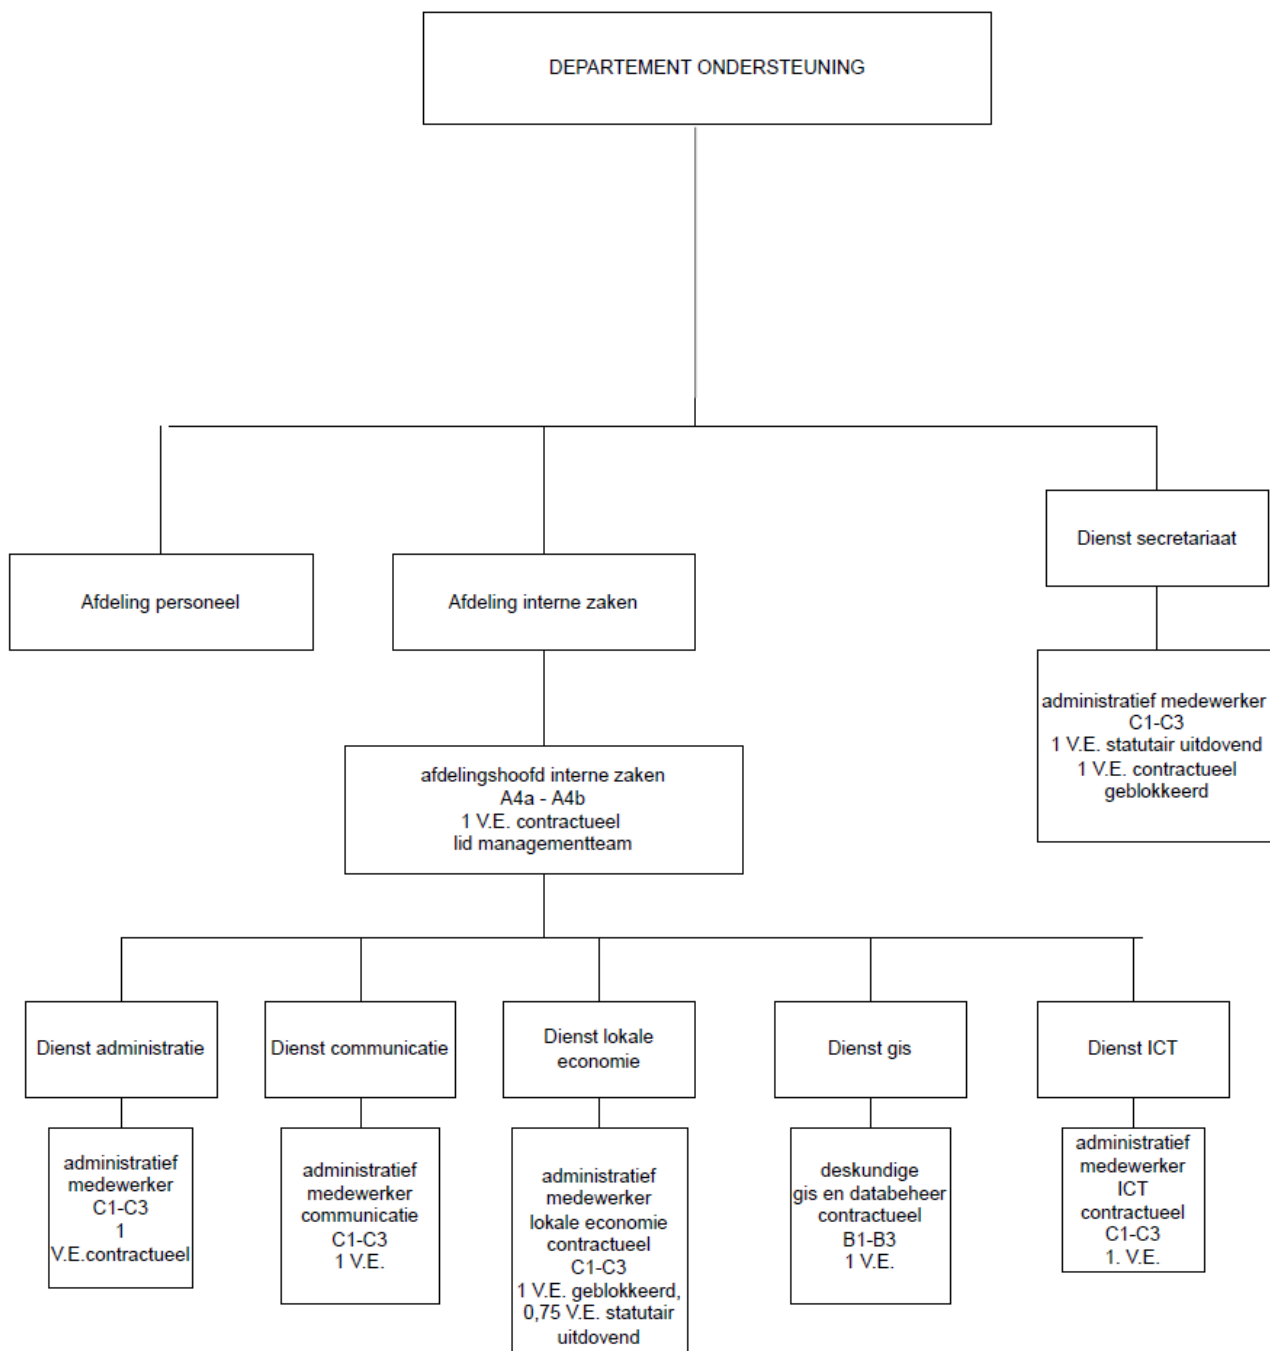 DEPARTEMENT ONDERSTEUNING
Dienst secretariaat
Afdeling personeel
Afdeling interne zaken
administratief medewerker
C1-C3
1 V.E. statutair uitdovend
1 V.E. contractueel
geblokkeerd
afdelingshoofd interne zaken
A4a - A4b
1 V.E. contractueel
lid managementteam
Dienst administratie
Dienst communicatie
Dienst lokale
economie
Dienst gis
Dienst ICT
administratief
medewerker
C1-C3
1
V.E.contractueel
administratief
medewerker
communicatie
C1-C3
1 V.E.
administratief
medewerker
lokale economie
contractueel
C1-C3
1 V.E. geblokkeerd,
0,75 V.E. statutair
uitdovend
deskundige
gis en databeheer
contractueel
B1-B3
1 V.E.
administratief
medewerker
ICT
contractueel
C1-C3
1. V.E.